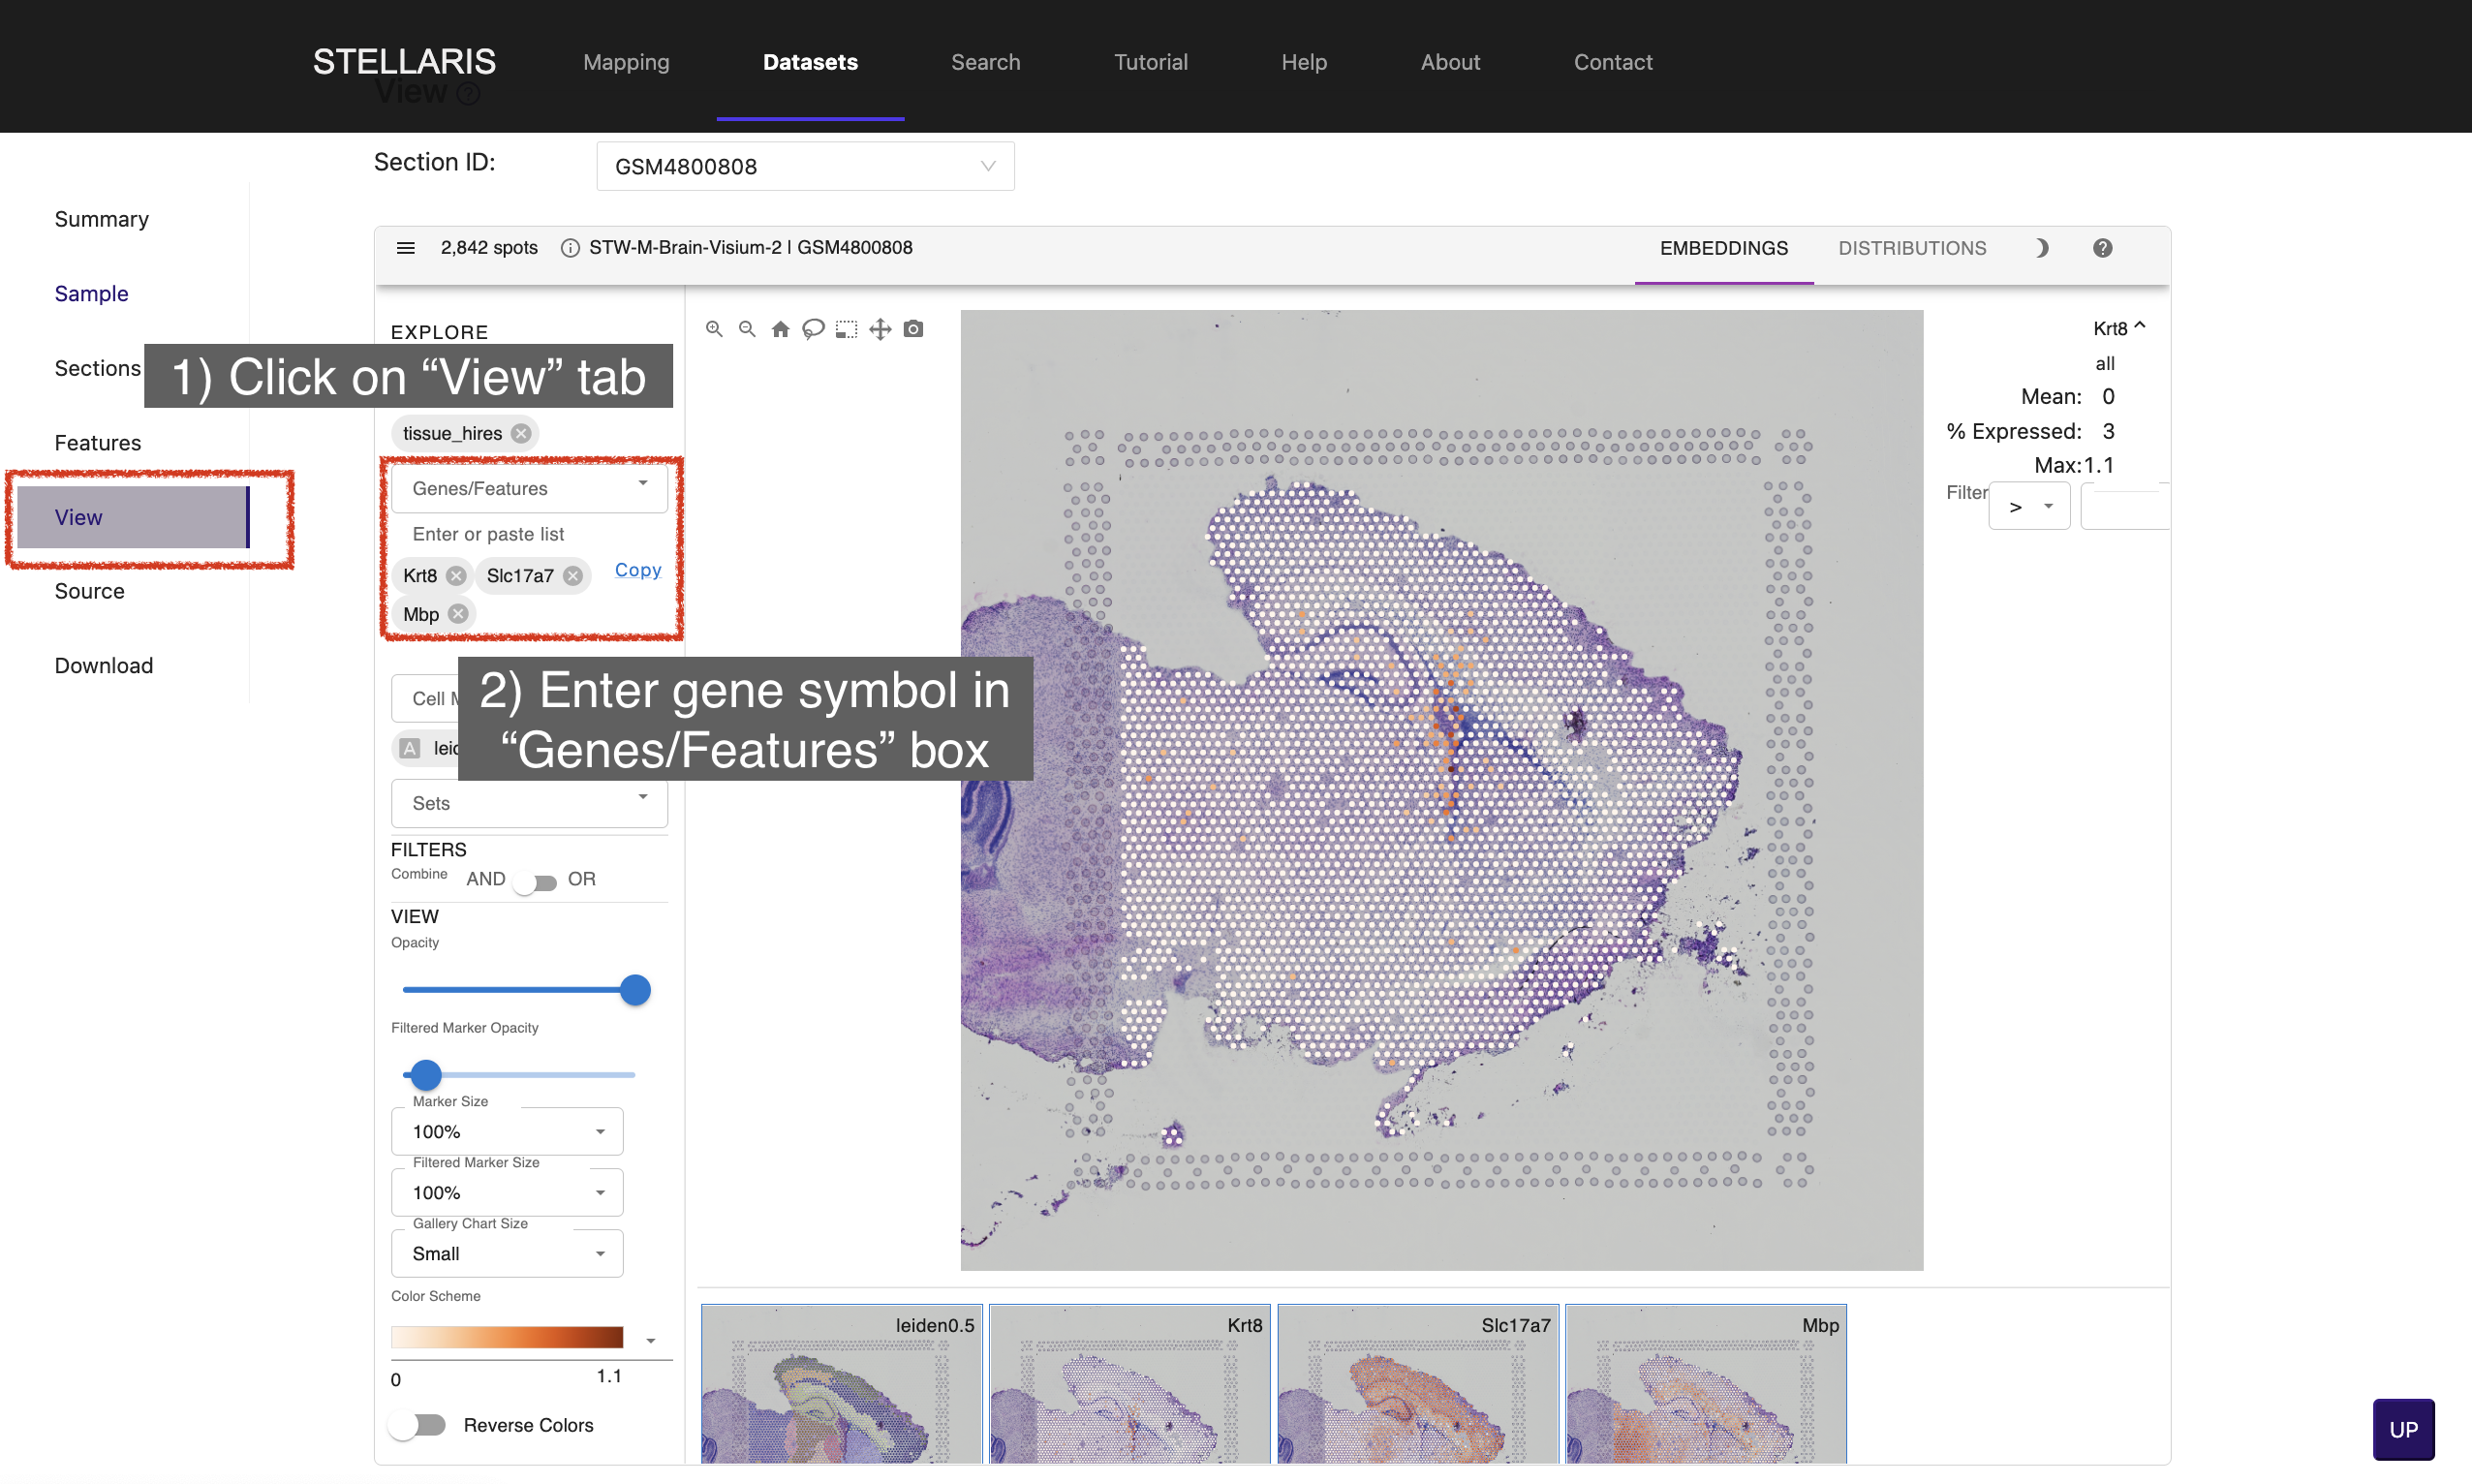 STELLARIS Mapping Datasets Search Tutorial Help About Contact
View
Section ID: GSM4800808
Summary
Sample
Sections
Features
View
Source
Download
2,842 spots STW-M-Brain-Visium-2 | GSM4800808 EMBEDDINGS DISTRIBUTIONS
EXPLORE
1) Click on “View” tab
tissue_hires
Genes/Features
Enter or paste list
Krt8 Slc17a7 Copy
Mbp
2) Enter gene symbol in
“Genes/Features” box
Cell M
A leid
Sets
FILTERS
Combine AND OR
VIEW
Opacity
Filtered Marker Opacity
Marker Size
100%
Filtered Marker Size
100%
Gallery Chart Size
Small
Color Scheme
0 1.1
Reverse Colors
Krt8
all
Mean: 0
% Expressed: 3
Max:1.1
Filter >
leiden0.5 Krt8 Slc17a7 Mbp
UP